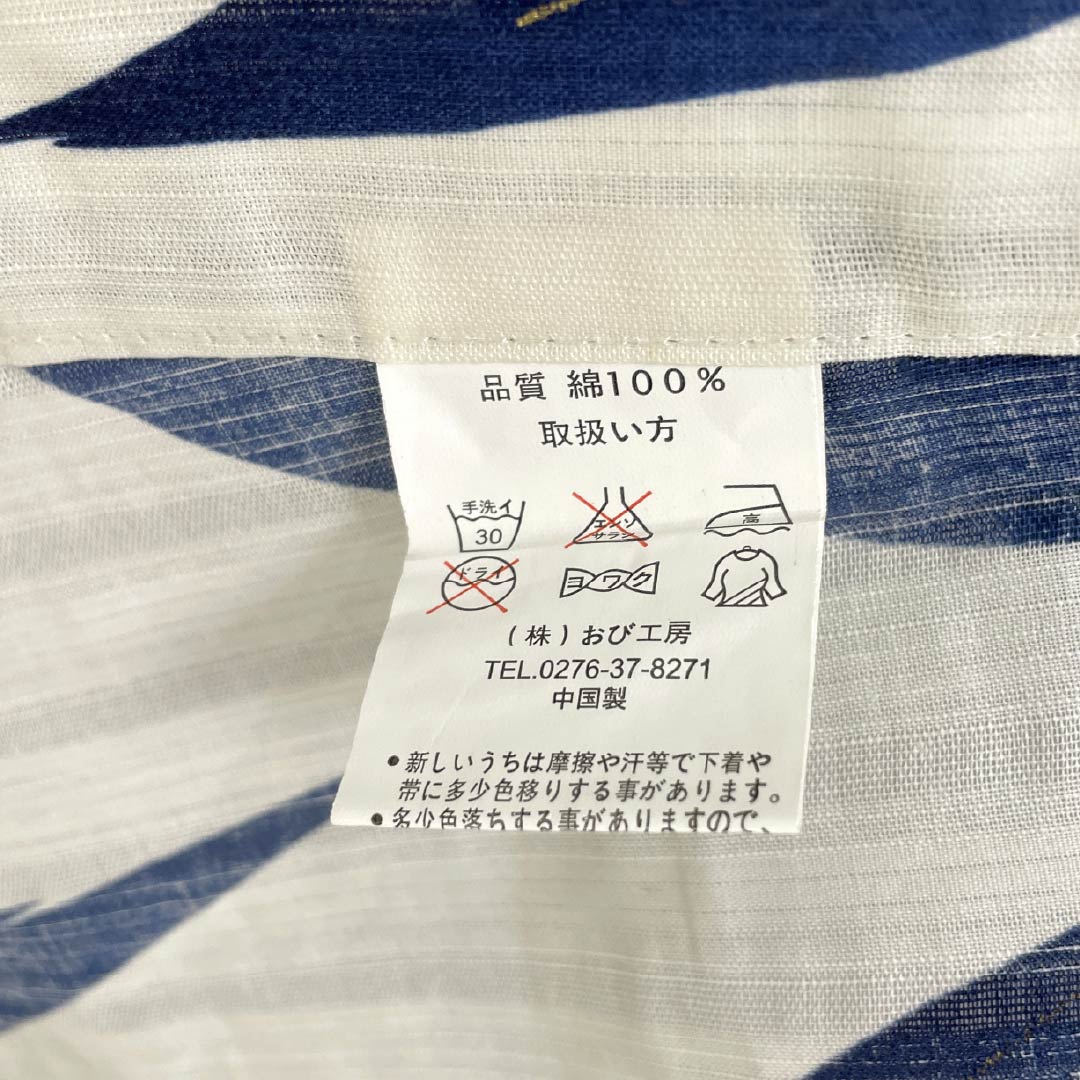 品質 綿100%
取扱い方
手洗イ
30
エンソ
サラシ
高
ドライ
ヨワク
(株)おび工房
TEL.0276-37-8271
中国製
•新しいうちは摩擦や汗等で下着や
帯に多少色移りする事があります。
•多少色落ちする事がありますので、